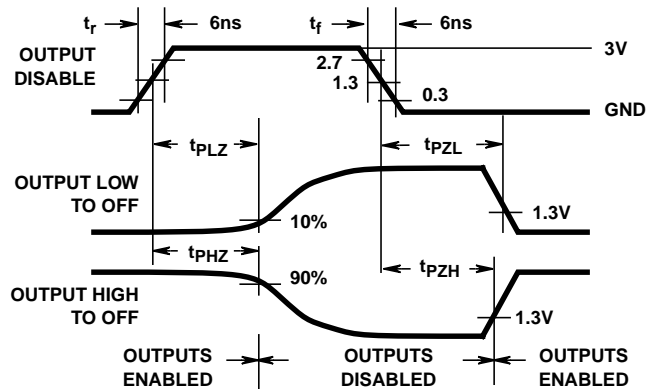 tr 6ns tf 6ns
OUTPUT
DISABLE
3V
2.7
1.3
0.3
GND
tPLZ tPZL
OUTPUT LOW
TO OFF
10%
1.3V
tPHZ tPZH
90%
OUTPUT HIGH
TO OFF
1.3V
OUTPUTS
ENABLED
OUTPUTS
DISABLED
OUTPUTS
ENABLED